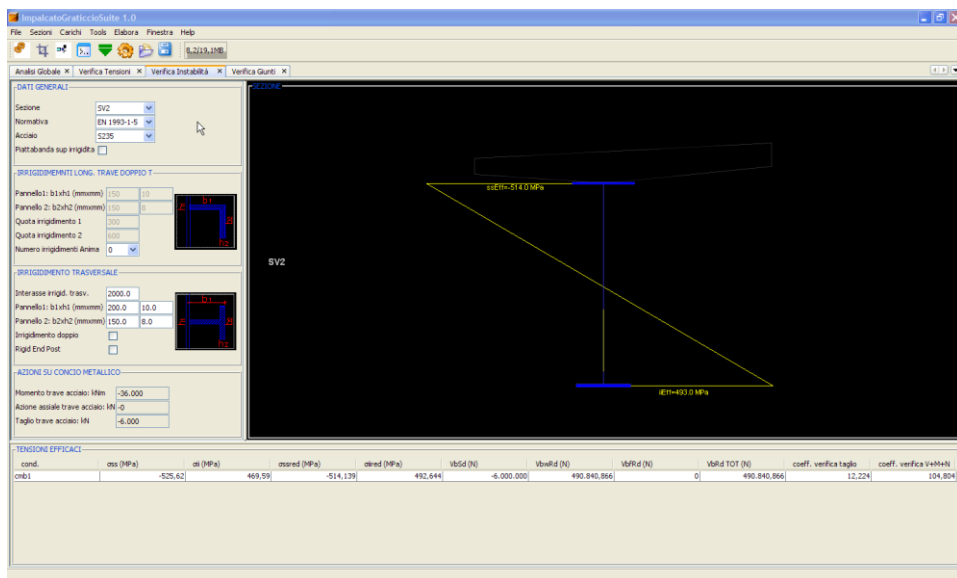 ImpalcatoGraticcioSuite 1.0
File Sezioni Carichi Tools Elabora Finestra Help
8,2/19,1MB
Analisi Globale Verifica Tensioni Verifica Instabilità Verifica Giunti
DATI GENERALI
Sezione SV2
Normativa EN 1993-1-5
Acciaio S235
Piattabanda sup irrigidita
IRRIGIDIMEMNTI LONG. TRAVE DOPPIO T
Pannello1: b1xh1 (mmxmm) 150 10
Pannello 2: b2xh2 (mmxmm) 150 8
Quota irrigidimento 1 300
Quota irrigidimento 2 600
Numero irrigidimenti Anima 0
b1
h2
IRRIGIDIMENTO TRASVERSALE
Interasse irrigid. trasv. 2000.0
Pannello1: b1xh1 (mmxmm) 200.0 10.0
Pannello 2: b2xh2 (mmxmm) 150.0 8.0
Irrigidimento doppio
Rigid End Post
b1
h2
AZIONI SU CONCIO METALLICO
Momento trave acciaio: kNm -36.000
Azione assiale trave acciaio: kN -0
Taglio trave acciaio: kN -6.000
SEZIONE
ssEff=-514.0 MPa
SV2
iiEff=493.0 MPa
TENSIONI EFFICACI
cond. σss (MPa) σii (MPa) σssred (MPa) σiired (MPa) VbSd (N) VbwRd (N) VbfRd (N) VbRd TOT (N) coeff. verifica taglio coeff. verifica V+M+N
cmb1 -525,62 469,59 -514,139 492,644 -6.000.000 490.840,866 0 490.840,866 12,224 104,804